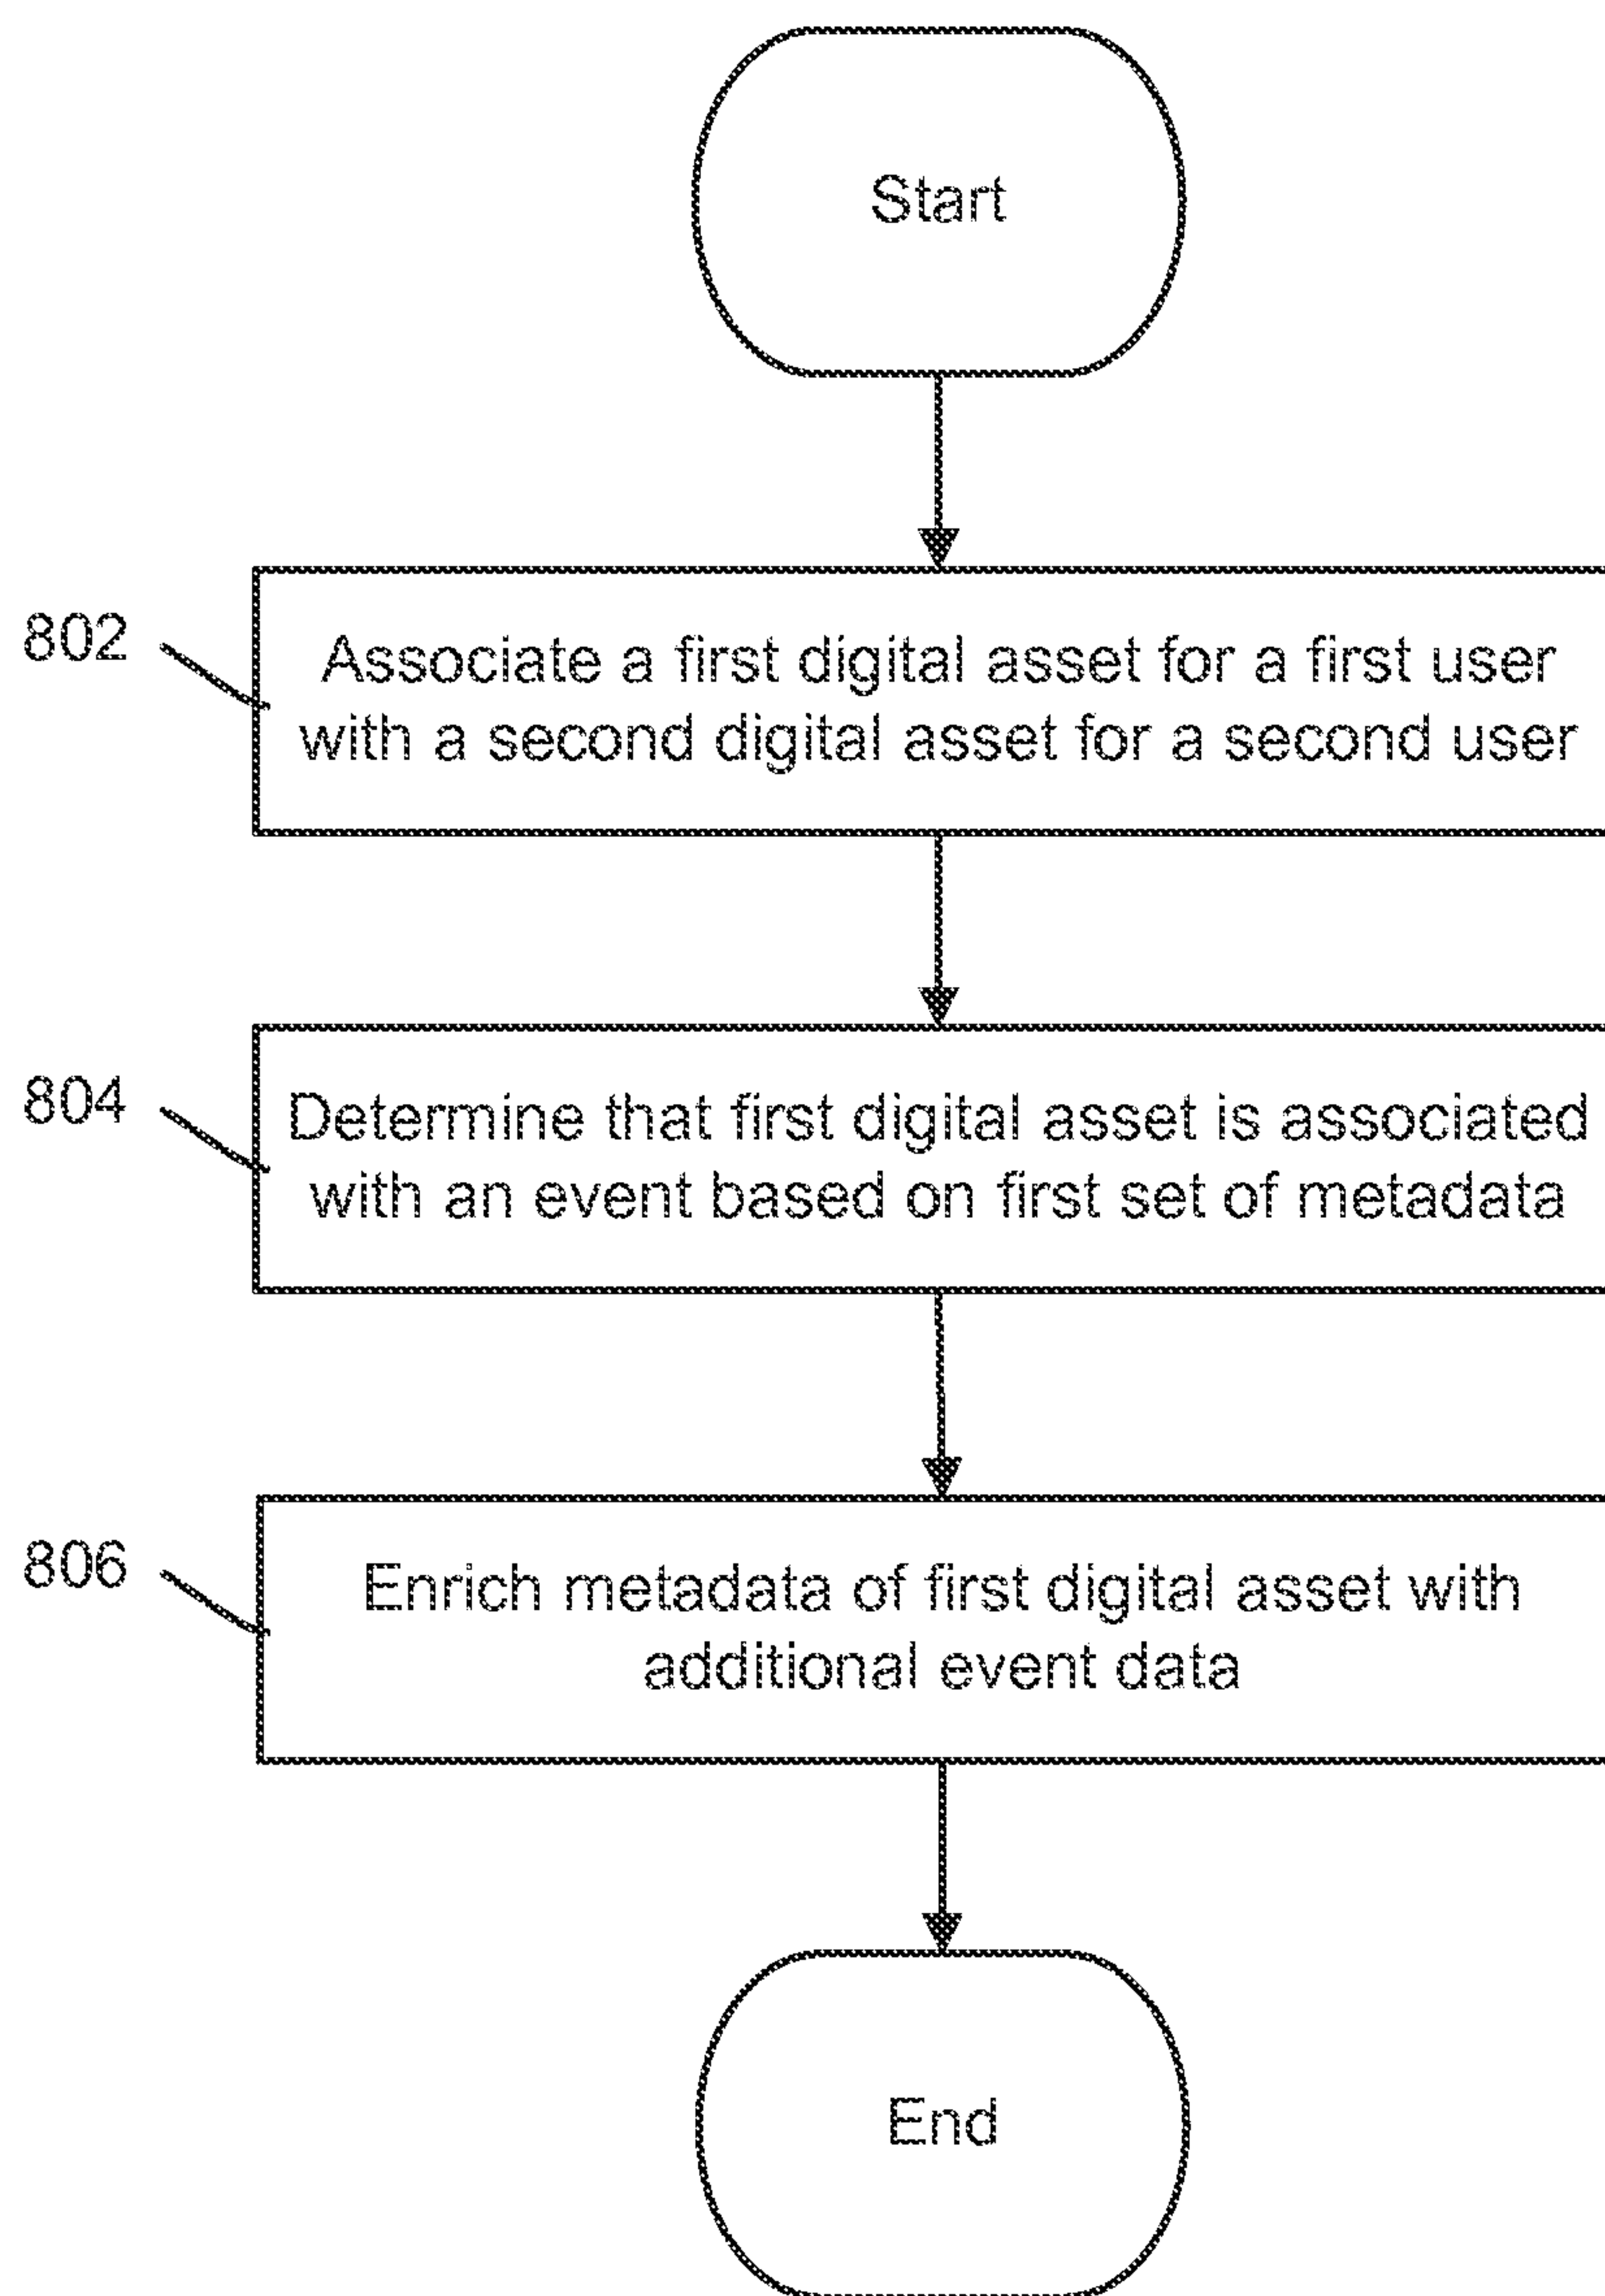 Start
802
Associate a first digital asset for a first user
with a second digital asset for a second user
804
Determine that first digital asset is associated
with an event based on first set of metadata
806
Enrich metadata of first digital asset with
additional event data
End